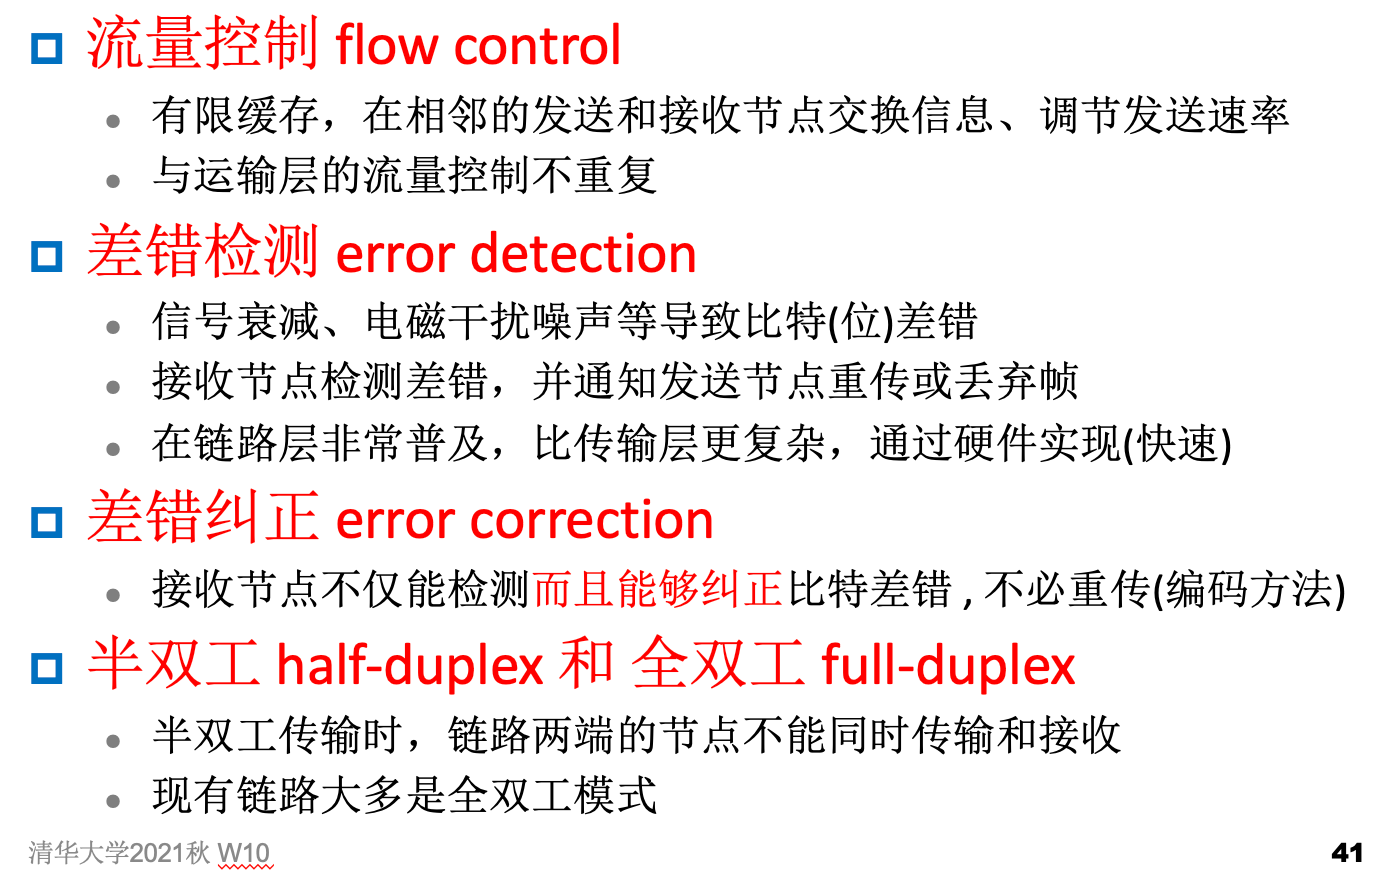 流量控制 flow control
有限缓存，在相邻的发送和接收节点交换信息、调节发送速率
与运输层的流量控制不重复
差错检测 error detection
信号衰减、电磁干扰噪声等导致比特(位)差错
接收节点检测差错，并通知发送节点重传或丢弃帧
在链路层非常普及，比传输层更复杂，通过硬件实现(快速)
差错纠正 error correction
接收节点不仅能检测而且能够纠正比特差错 , 不必重传(编码方法)
半双工 half-duplex 和 全双工 full-duplex
半双工传输时，链路两端的节点不能同时传输和接收
现有链路大多是全双工模式
清华大学2021秋 W10
41